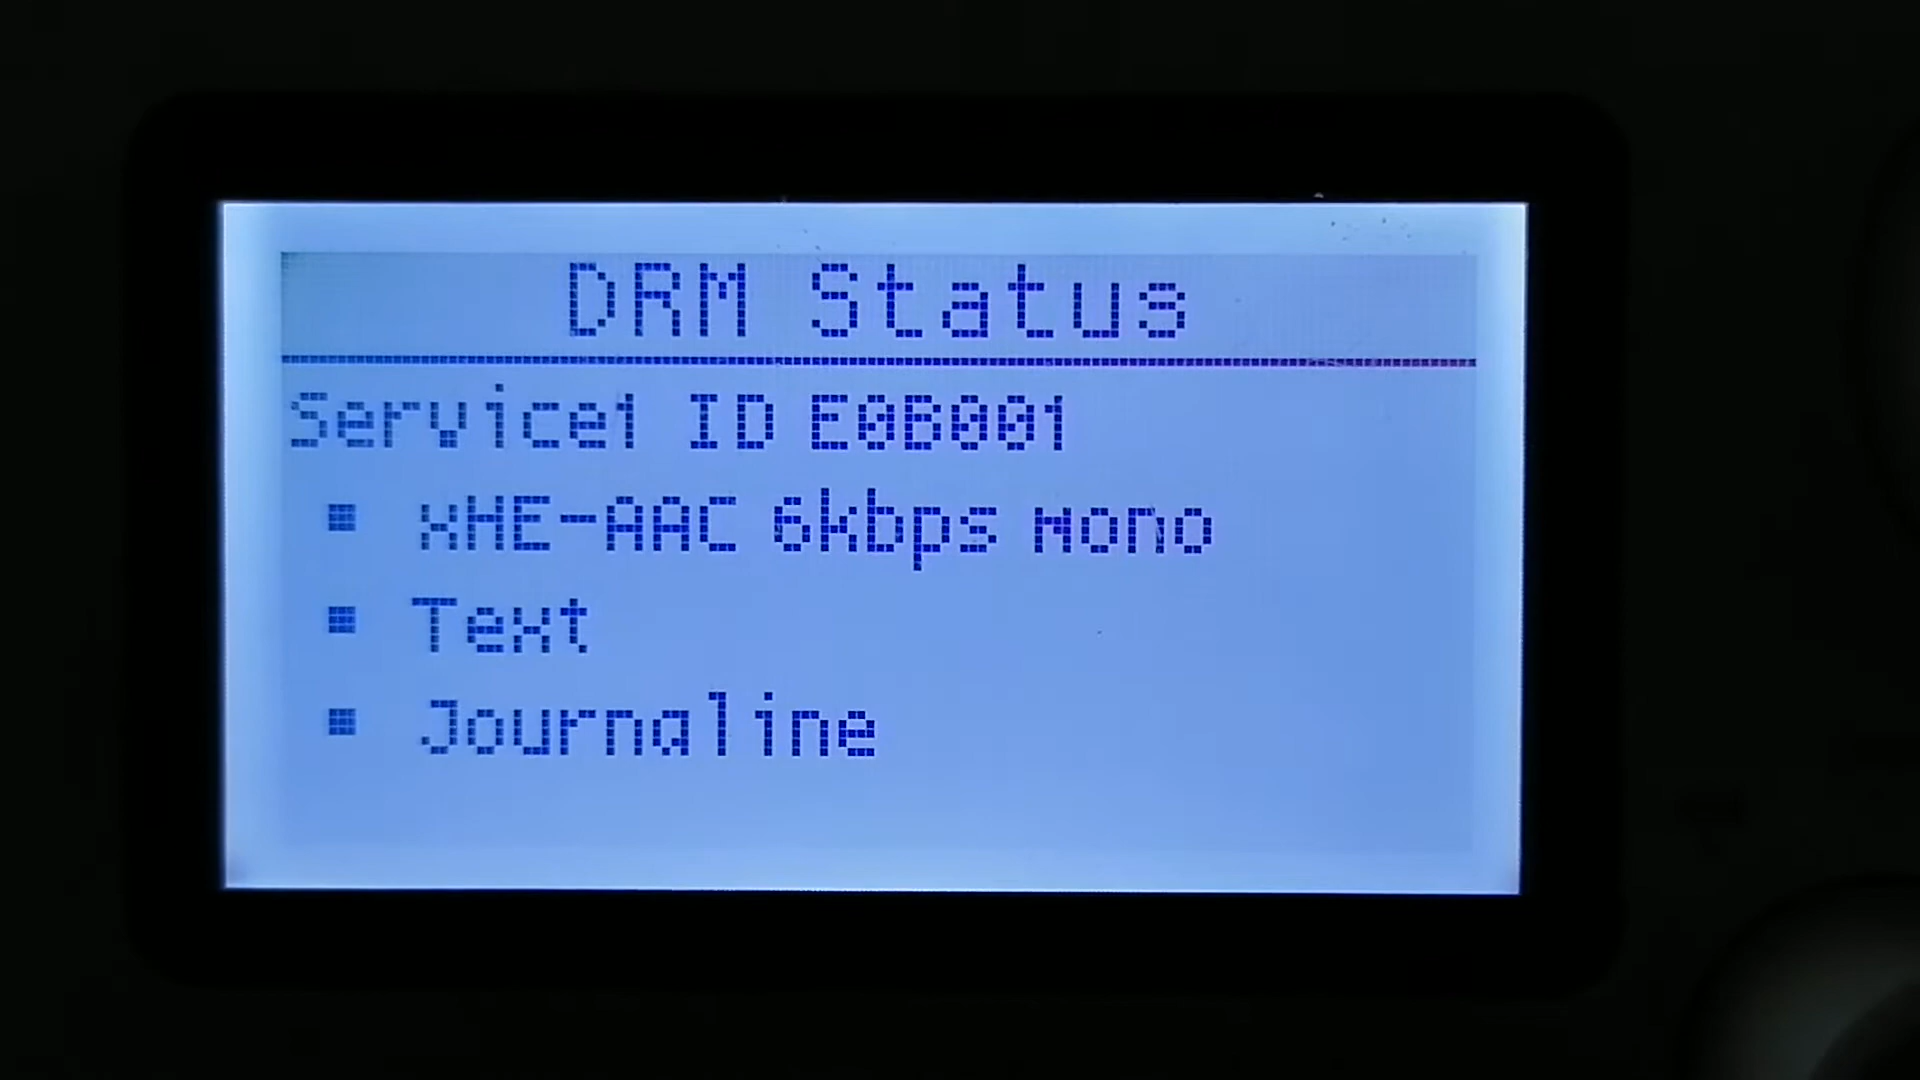 DRM Status
Service1 ID E0B001
▪ xHE-AAC 6kbps Mono
▪ Text
▪ Journaline